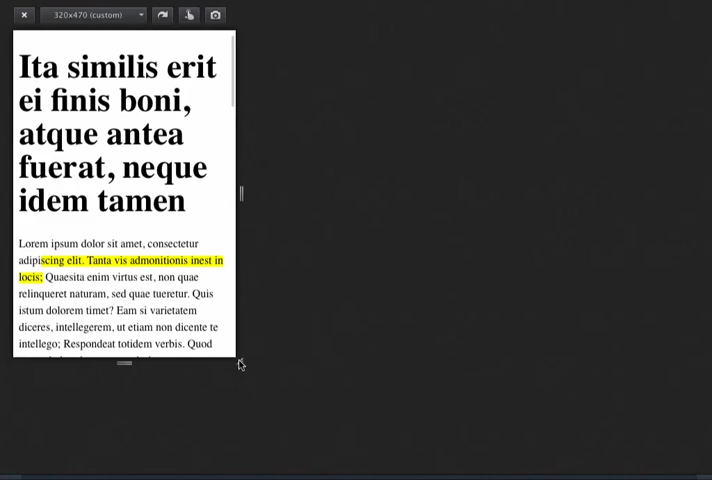 320x470 (custom)
Ita similis erit
ei finis boni,
atque antea
fuerat, neque
idem tamen
Lorem ipsum dolor sit amet, consectetur
adipiscing elit. Tanta vis admonitionis inest in
locis; Quaesita enim virtus est, non quae
relinqueret naturam, sed quae tueretur. Quis
istum dolorem timet? Eam si varietatem
diceres, intellegerem, ut etiam non dicente te
intellego; Respondeat totidem verbis. Quod